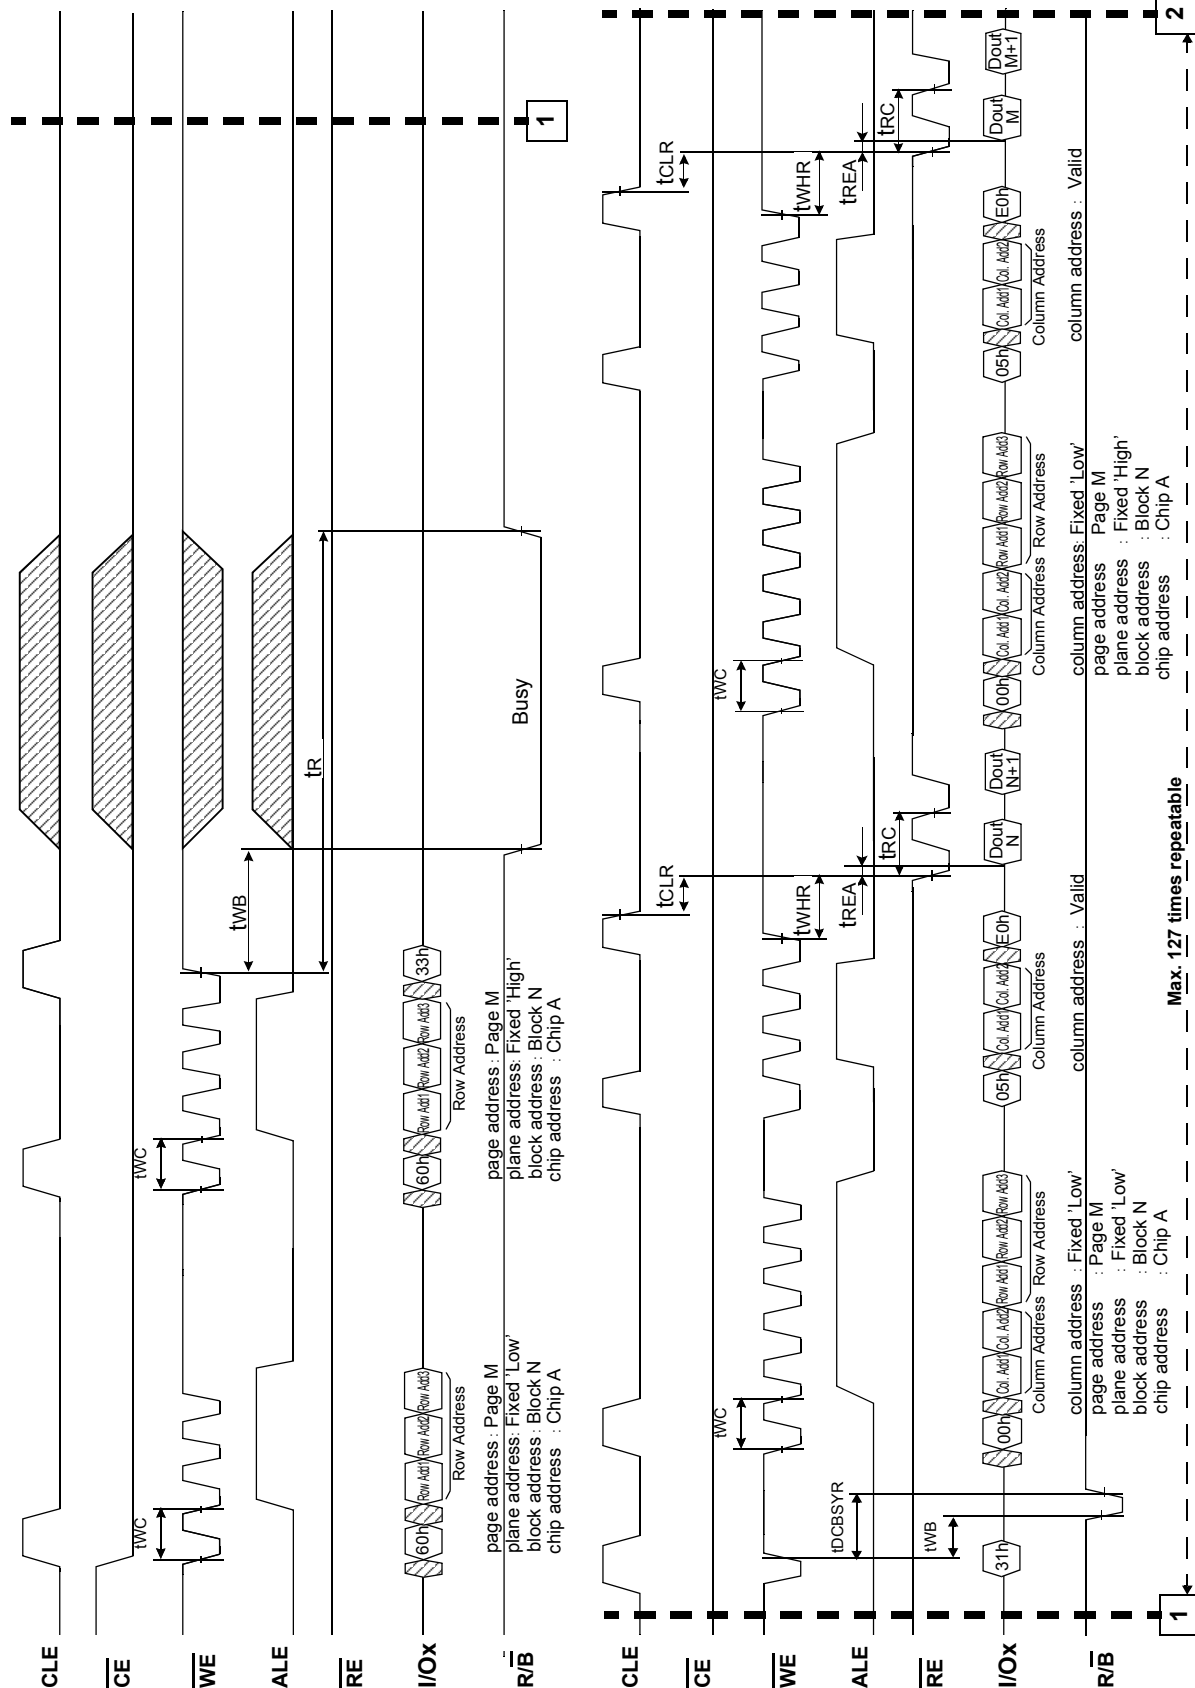 CLE
CE
WE
ALE
RE
I/Ox
R/B
tWC
60h
Row Add1
Row Add2
Row Add3
Row Address
page address : Page M
plane address: Fixed 'Low'
block address : Block N
chip address : Chip A
tWC
60h
Row Add1
Row Add2
Row Add3
33h
Row Address
page address : Page M
plane address: Fixed 'High'
block address : Block N
chip address : Chip A
tWB
tR
Busy
1
CLE
CE
WE
ALE
RE
I/Ox
R/B
1
31h
tDCBSYR
tWB
tWC
00h
Col. Add1
Col. Add2
Row Add1
Row Add2
Row Add3
Column Address
Row Address
column address : Fixed 'Low'
page address : Page M
plane address : Fixed 'Low'
block address : Block N
chip address : Chip A
05h
Col. Add1
Col. Add2
E0h
Column Address
column address : Valid
tCLR
tWHR
tREA
tRC
Dout
N
Dout
N+1
tWC
00h
Col. Add1
Col. Add2
Row Add1
Row Add2
Row Add3
Column Address
Row Address
column address: Fixed 'Low'
page address Page M
plane address : Fixed 'High'
block address : Block N
chip address : Chip A
05h
Col. Add1
Col. Add2
E0h
Column Address
column address : Valid
tCLR
tWHR
tREA
tRC
Dout
M
Dout
M+1
Max. 127 times repeatable
2